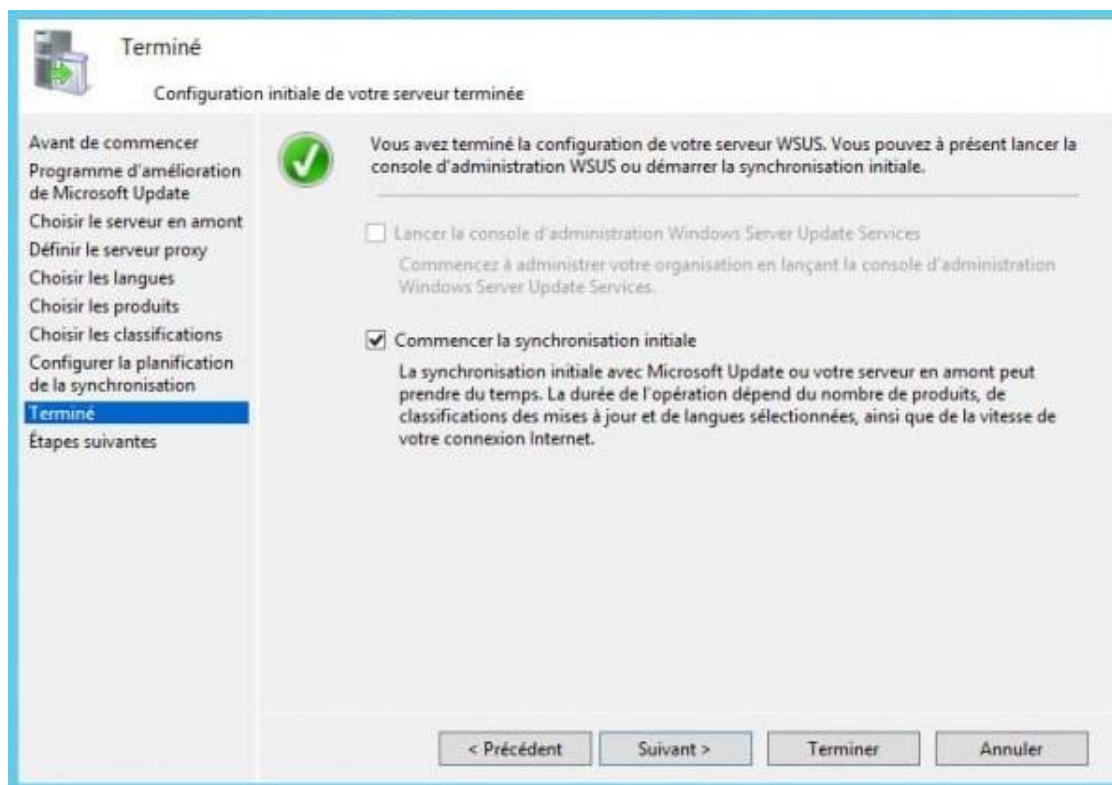 Terminé
Configuration initiale de votre serveur terminée
Avant de commencer
Programme d'amélioration
de Microsoft Update
Choisir le serveur en amont
Définir le serveur proxy
Choisir les langues
Choisir les produits
Choisir les classifications
Configurer la planification
de la synchronisation
Terminé
Étapes suivantes
Vous avez terminé la configuration de votre serveur WSUS. Vous pouvez à présent lancer la
console d'administration WSUS ou démarrer la synchronisation initiale.
Lancer la console d'administration Windows Server Update Services
Commencez à administrer votre organisation en lançant la console d'administration
Windows Server Update Services.
Commencer la synchronisation initiale
La synchronisation initiale avec Microsoft Update ou votre serveur en amont peut
prendre du temps. La durée de l'opération dépend du nombre de produits, de
classifications des mises à jour et de langues sélectionnées, ainsi que de la vitesse de
votre connexion Internet.
< Précédent
Suivant >
Terminer
Annuler